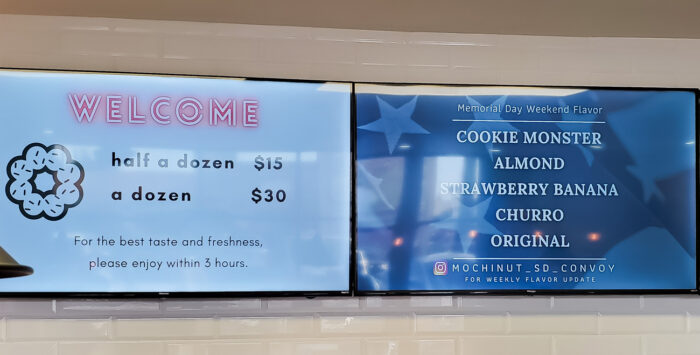 WELCOME
half a dozen $15
a dozen $30
For the best taste and freshness,
please enjoy within 3 hours.
Memorial Day Weekend Flavor
COOKIE MONSTER
ALMOND
STRAWBERRY BANANA
CHURRO
ORIGINAL
MOCHINUT_SD_CONVOY
FOR WEEKLY FLAVOR UPDATE